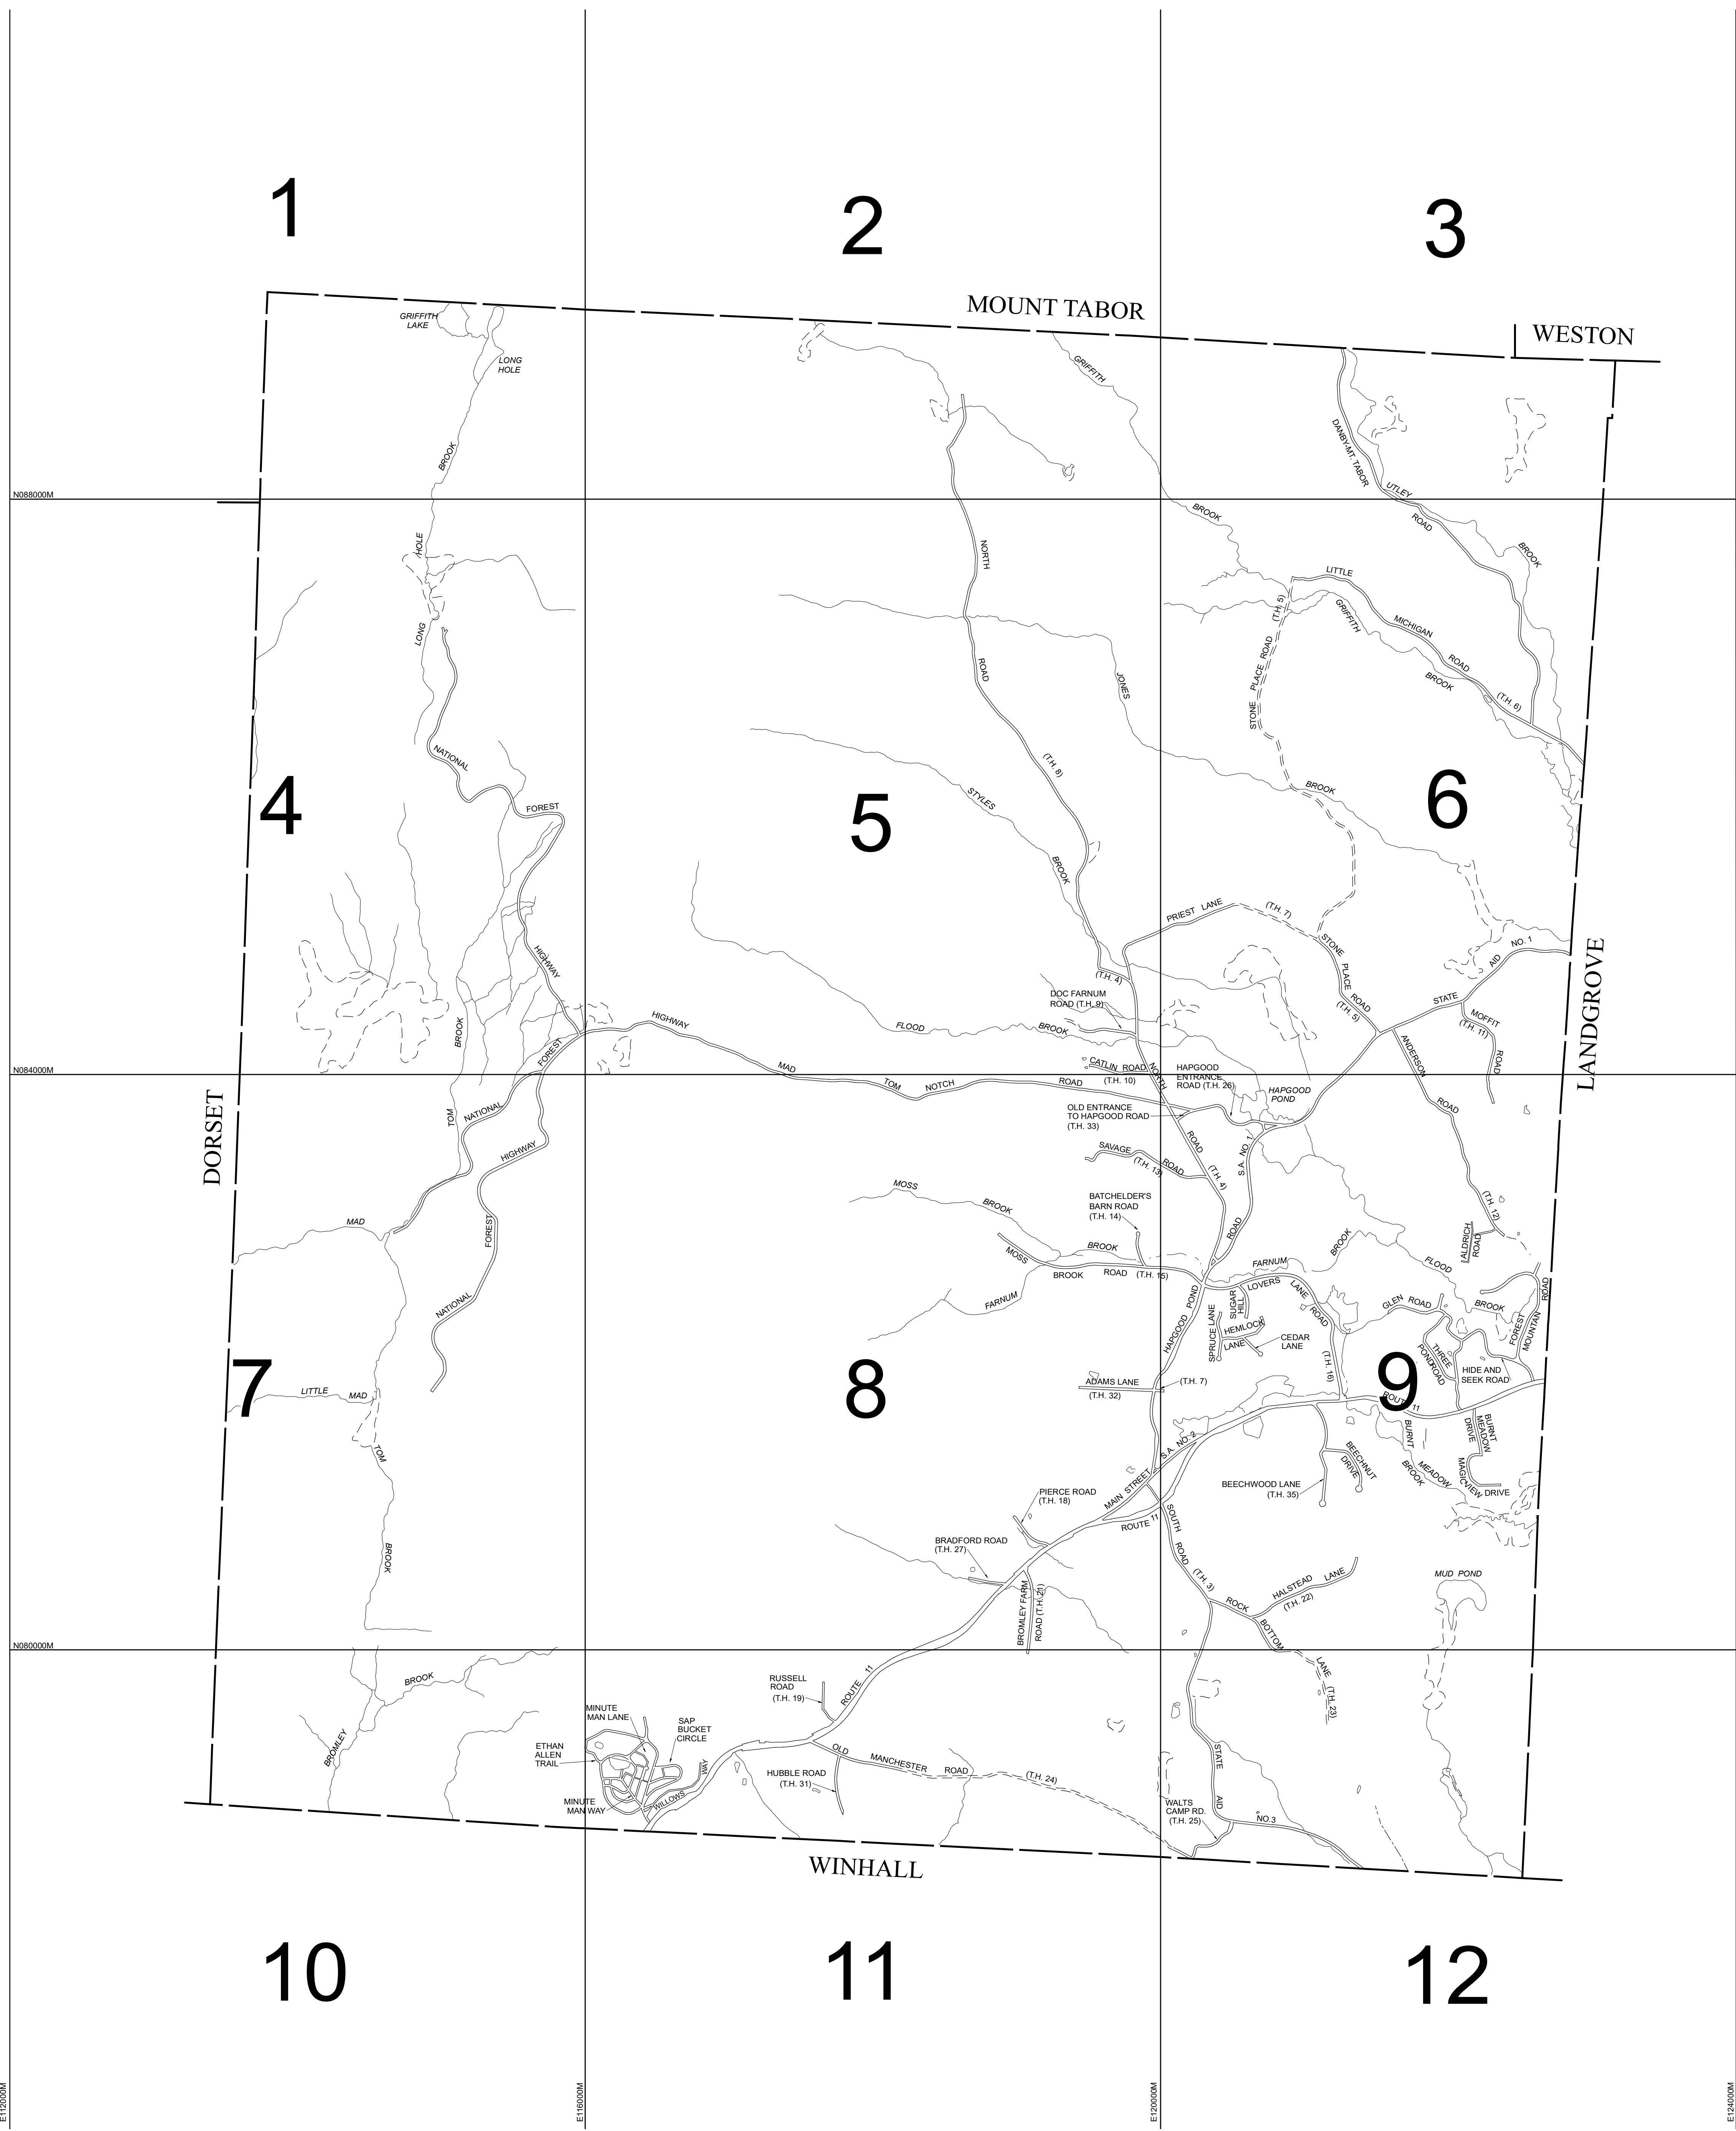 1
2
3
MOUNT TABOR
WESTON
GRIFFITH
LAKE
LONG
HOLE
BROOK
GRIFFITH
DANBY-MT. TABOR
UTLEY
N088000M
ROAD
BROOK
BROOK
HOLE
LONG
NORTH
ROAD
(T.H. 8)
JONES
LITTLE
MICHIGAN
ROAD
(T.H. 6)
GRIFFITH
BROOK
(T.H. 5)
STONE PLACE ROAD
BROOK
NATIONAL
FOREST
HIGHWAY
4
5
6
STYLES
BROOK
PRIEST LANE
(T.H. 7)
STONE
PLACE
ROAD
(T.H. 5)
STATE
AID
NO. 1
MOFFIT
(T.H. 11)
ROAD
LANDGROVE
(T.H. 4)
DOC FARNUM
ROAD (T.H. 9)
FLOOD
BROOK
HIGHWAY
FOREST
BROOK
ANDERSON
ROAD
(T.H. 12)
N084000M
MAD
TOM
NOTCH
ROAD
CATLIN ROAD
(T.H. 10)
NORTH
HAPGOOD
ENTRANCE
ROAD (T.H. 26)
HAPGOOD
POND
OLD ENTRANCE
TO HAPGOOD ROAD
(T.H. 33)
ROAD
(T.H. 4)
S.A. NO. 1
ROAD
DORSET
TOM
NATIONAL
HIGHWAY
FOREST
NATIONAL
MAD
SAVAGE
(T.H. 13)
ROAD
MOSS
BROOK
BATCHELDER'S
BARN ROAD
(T.H. 14)
BROOK
MOSS
BROOK
ROAD
(T.H. 15)
FARNUM
HAPGOOD POND
FARNUM
BROOK
FLOOD
BROOK
ALDRICH
ROAD
LOVERS
LANE
ROAD
(T.H. 16)
SUGAR
HILL
SPRUCE LANE
HEMLOCK
LANE
CEDAR
LANE
GLEN ROAD
THREE
POND
ROAD
HIDE AND
SEEK ROAD
FOREST
MOUNTAIN
ROAD
7
8
9
LITTLE
MAD
TOM
BROOK
ADAMS LANE
(T.H. 32)
(T.H. 7)
ROUTE 11
BURNT
MEADOW
BROOK
BURNT
MEADOW
DRIVE
MAGIC
VIEW
DRIVE
BEECHNUT
DRIVE
BEECHWOOD LANE
(T.H. 35)
S.A. NO. 2
MAIN STREET
ROUTE 11
PIERCE ROAD
(T.H. 18)
BRADFORD ROAD
(T.H. 27)
BROMLEY FARM
ROAD (T.H. 21)
SOUTH
ROAD
(T.H. 3)
ROCK
BOTTOM
LANE
(T.H. 23)
HALSTEAD LANE
(T.H. 22)
MUD POND
N080000M
BROOK
BROMLEY
RUSSELL
ROAD
(T.H. 19)
ROUTE 11
MINUTE
MAN LANE
SAP
BUCKET
CIRCLE
ETHAN
ALLEN
TRAIL
MINUTE
MAN WAY
WILLOWS
WAY
HUBBLE ROAD
(T.H. 31)
OLD
MANCHESTER
ROAD
(T.H. 24)
WALTS
CAMP RD.
(T.H. 25)
STATE
AID
NO.3
WINHALL
10
11
12
E112000M
E116000M
E120000M
E124000M